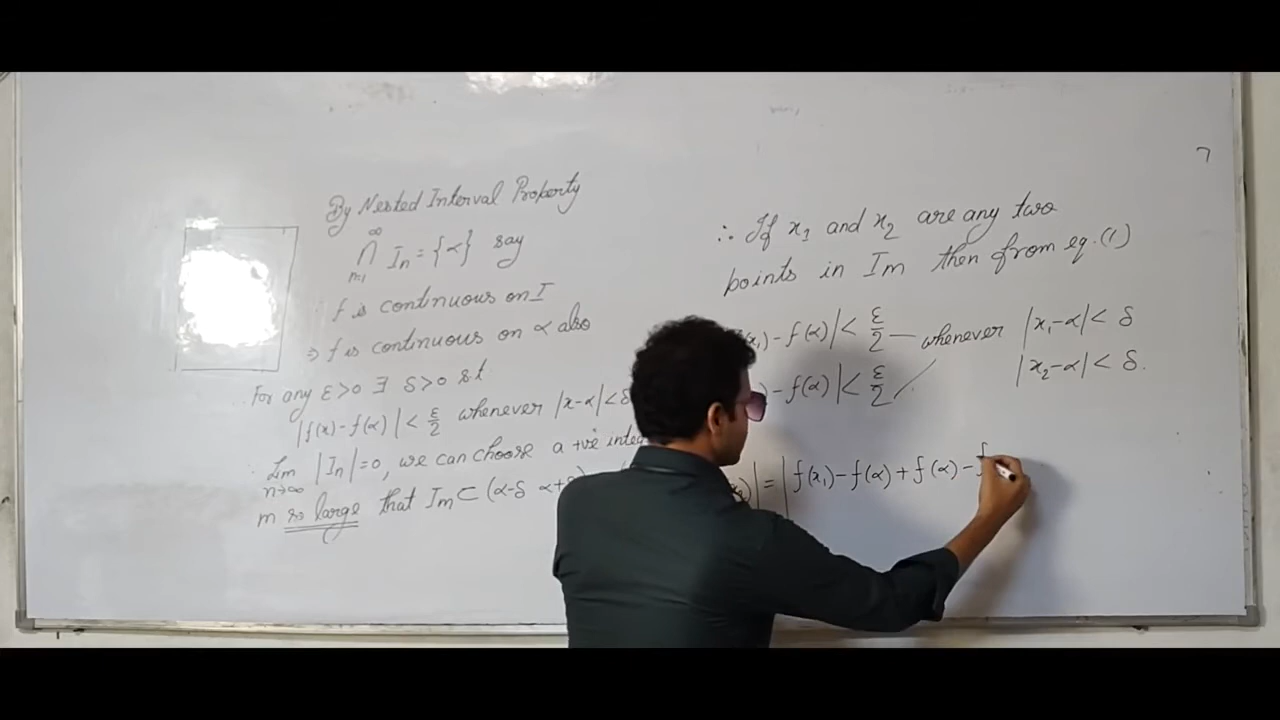 By Nested Interval Property
∞
⋂ In = {α} say
n=1
f is continuous on I
⇒ f is continuous on α also
For any ε>0 ∃ δ>0 s.t.
|f(x)-f(α)| < ε/2 whenever |x-α|<δ
Lim |In|=0, we can choose a +ve integ
n→∞
m so large that Im ⊂ (α-δ α+δ)
∴ If x1 and x2 are any two
points in Im then from eq.(1)
f(x1)-f(α)|< ε/2 — whenever |x1-α|< δ
)-f(α)|< ε/2 |x2-α|< δ.
)| = |f(x1)-f(α)+f(α)-f